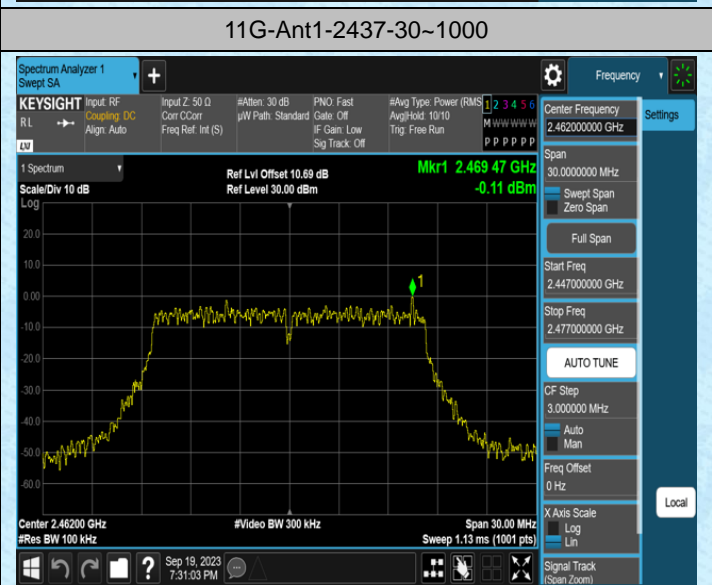 11G-Ant1-2437-30~1000
Spectrum Analyzer 1
Swept SA
+
Frequency
KEYSIGHT
Input: RF
Input Z: 50 Ω
#Atten: 30 dB
PNO: Fast
#Avg Type: Power (RMS
1 2 3 4 5 6
RL
Coupling: DC
Corr CCorr
µW Path: Standard
Gate: Off
Avg|Hold: 10/10
M W W W W W
Align: Auto
Freq Ref: Int (S)
IF Gain: Low
Trig: Free Run
Sig Track: Off
P P P P P P
LXI
1 Spectrum
Ref Lvl Offset 10.69 dB
Mkr1 2.469 47 GHz
Scale/Div 10 dB
Ref Level 30.00 dBm
-0.11 dBm
Log
20.0
10.0
0.00
-10.0
-20.0
-30.0
-40.0
-50.0
-60.0
1
Center 2.46200 GHz
#Video BW 300 kHz
Span 30.00 MHz
#Res BW 100 kHz
Sweep 1.13 ms (1001 pts)
Center Frequency
2.462000000 GHz
Settings
Span
30.0000000 MHz
Swept Span
Zero Span
Full Span
Start Freq
2.447000000 GHz
Stop Freq
2.477000000 GHz
AUTO TUNE
CF Step
3.000000 MHz
Auto
Man
Freq Offset
0 Hz
Local
X Axis Scale
Log
Lin
Signal Track
(Span Zoom)
?
Sep 19, 2023
7:31:03 PM